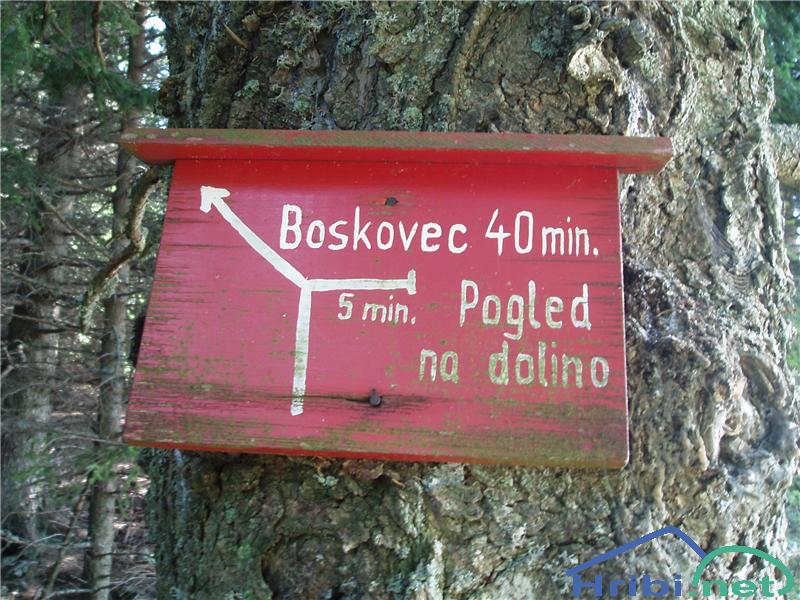 Boskovec 40 min.
5 min. Pogled
na dolino
Hribi.net